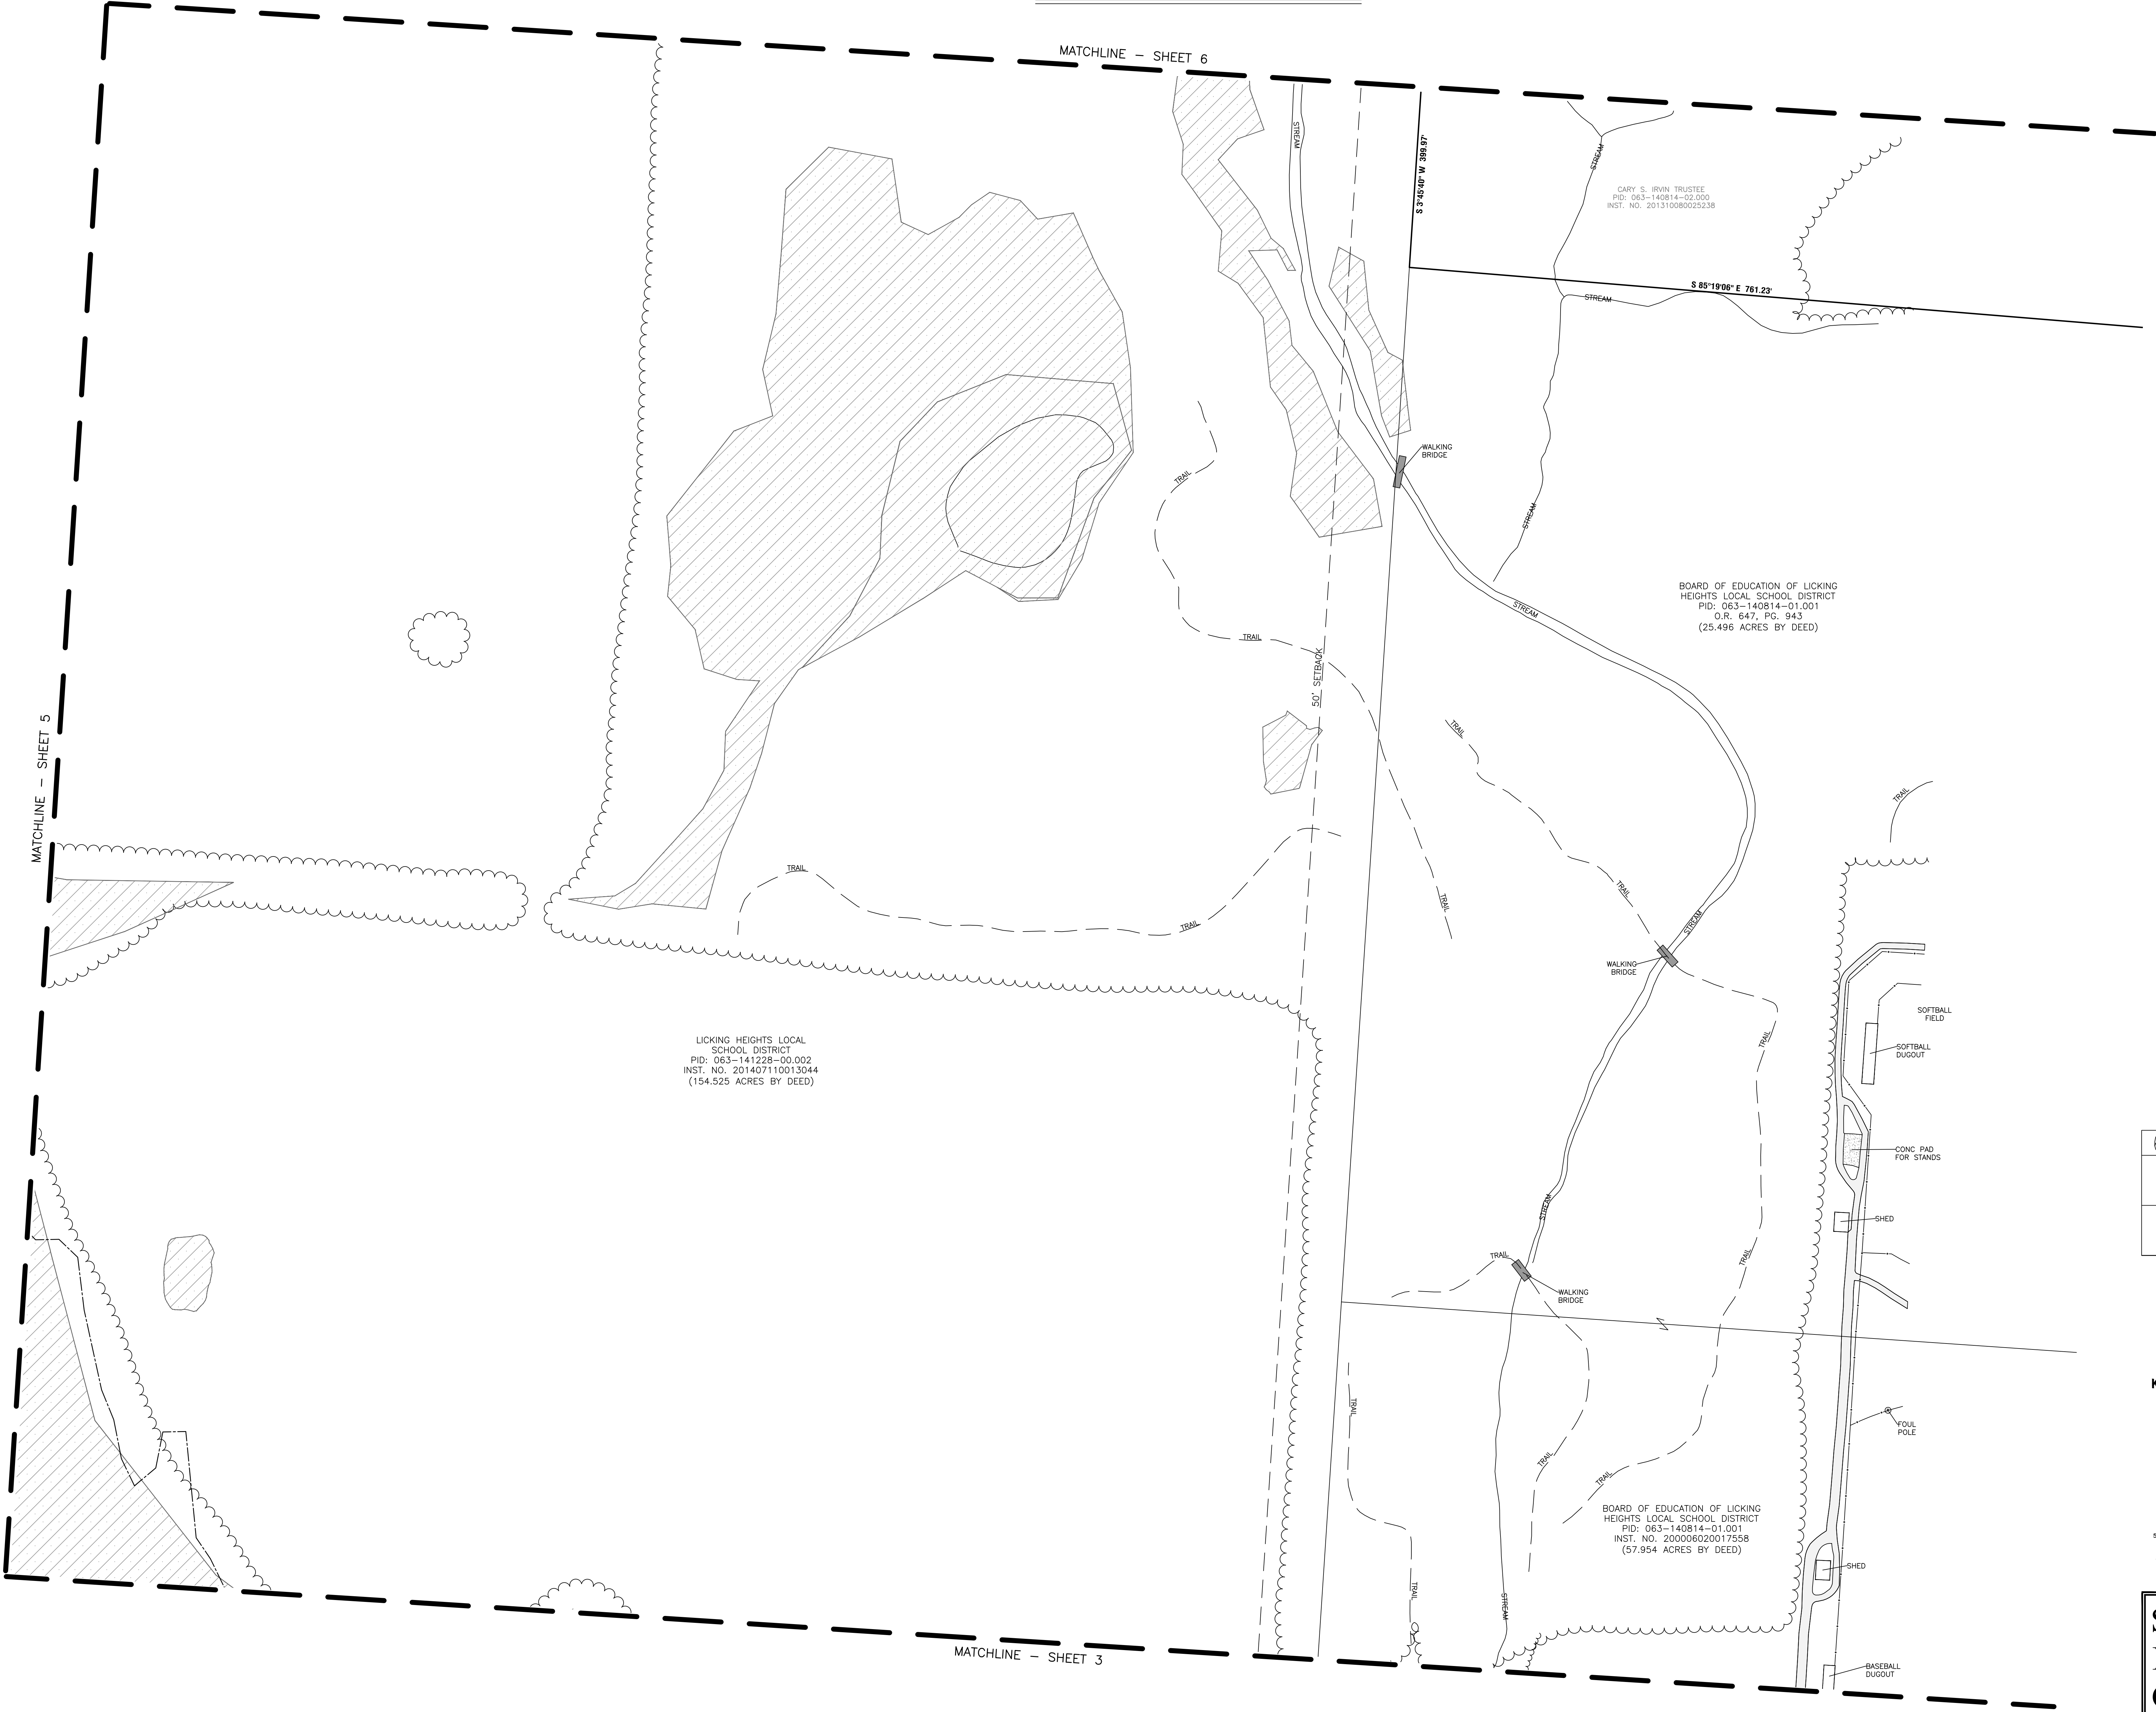 MATCHLINE - SHEET 6
STREAM
S 3°45'40" W 399.97'
STREAM
CARY S. IRVIN TRUSTEE
PID: 063-140814-02.000
INST. NO. 201310080025238
S 85°19'06" E 761.23'
STREAM
WALKING
BRIDGE
TRAIL
STREAM
BOARD OF EDUCATION OF LICKING
HEIGHTS LOCAL SCHOOL DISTRICT
PID: 063-140814-01.001
O.R. 647, PG. 943
(25.496 ACRES BY DEED)
STREAM
TRAIL
50' SETBACK
TRAIL
MATCHLINE - SHEET 5
TRAIL
TRAIL
TRAIL
TRAIL
TRAIL
STREAM
WALKING
BRIDGE
SOFTBALL
FIELD
TRAIL
SOFTBALL
DUGOUT
LICKING HEIGHTS LOCAL
SCHOOL DISTRICT
PID: 063-141228-00.002
INST. NO. 201407110013044
(154.525 ACRES BY DEED)
CONC PAD
FOR STANDS
STREAM
SHED
TRAIL
TRAIL
WALKING
BRIDGE
TRAIL
FOUL
POLE
TRAIL
TRAIL
BOARD OF EDUCATION OF LICKING
HEIGHTS LOCAL SCHOOL DISTRICT
PID: 063-140814-01.001
INST. NO. 200006020017558
(57.954 ACRES BY DEED)
SHED
TRAIL
STREAM
MATCHLINE - SHEET 3
BASEBALL
DUGOUT